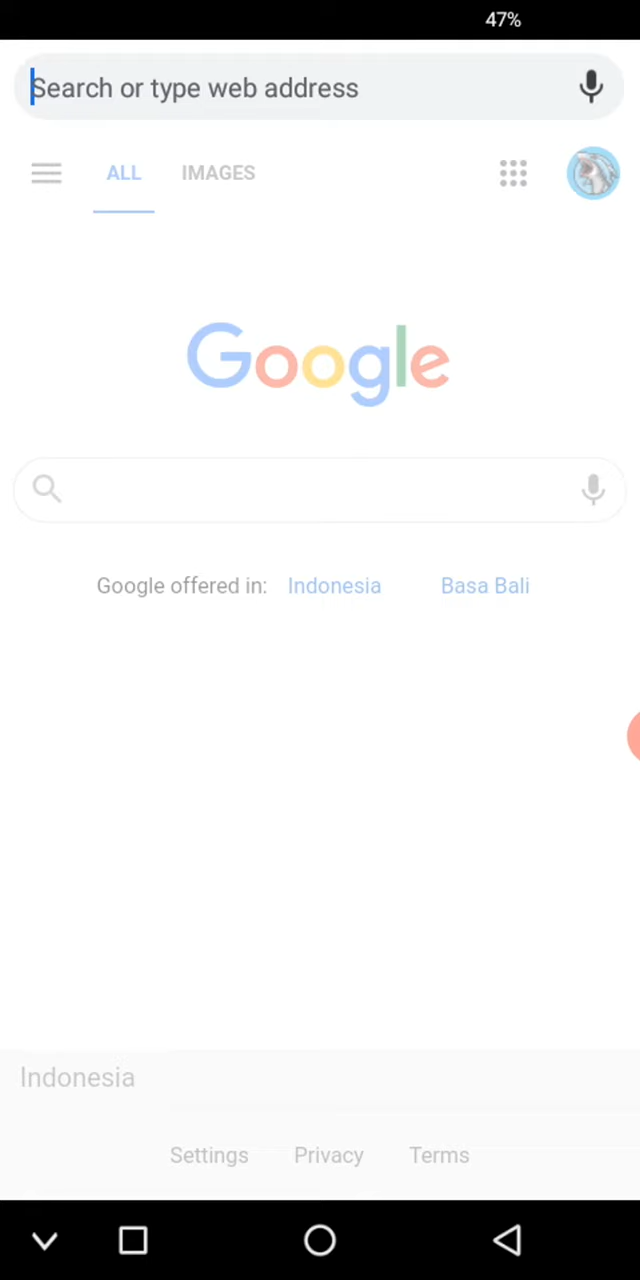 47%
Search or type web address
ALL IMAGES
Google
Google offered in: Indonesia Basa Bali
Indonesia
Settings Privacy Terms